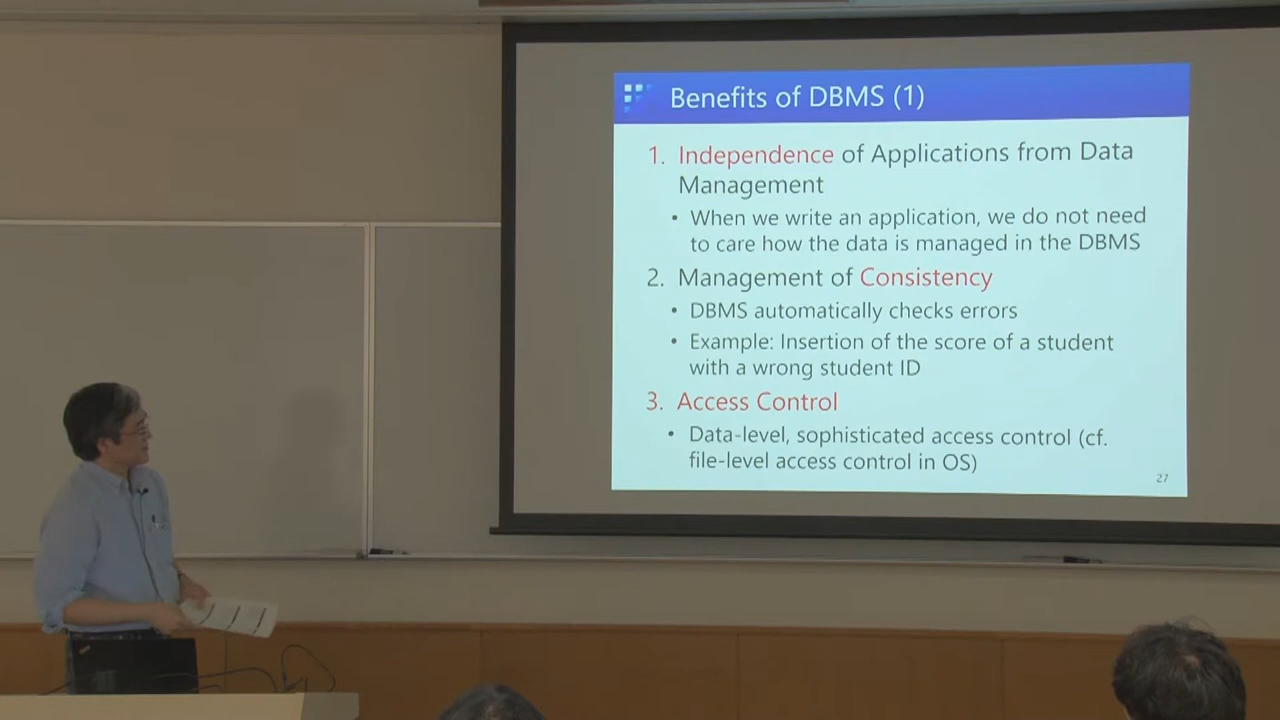 Benefits of DBMS (1)
1. Independence of Applications from Data
Management
• When we write an application, we do not need
to care how the data is managed in the DBMS
2. Management of Consistency
• DBMS automatically checks errors
• Example: Insertion of the score of a student
with a wrong student ID
3. Access Control
• Data-level, sophisticated access control (cf.
file-level access control in OS)
27